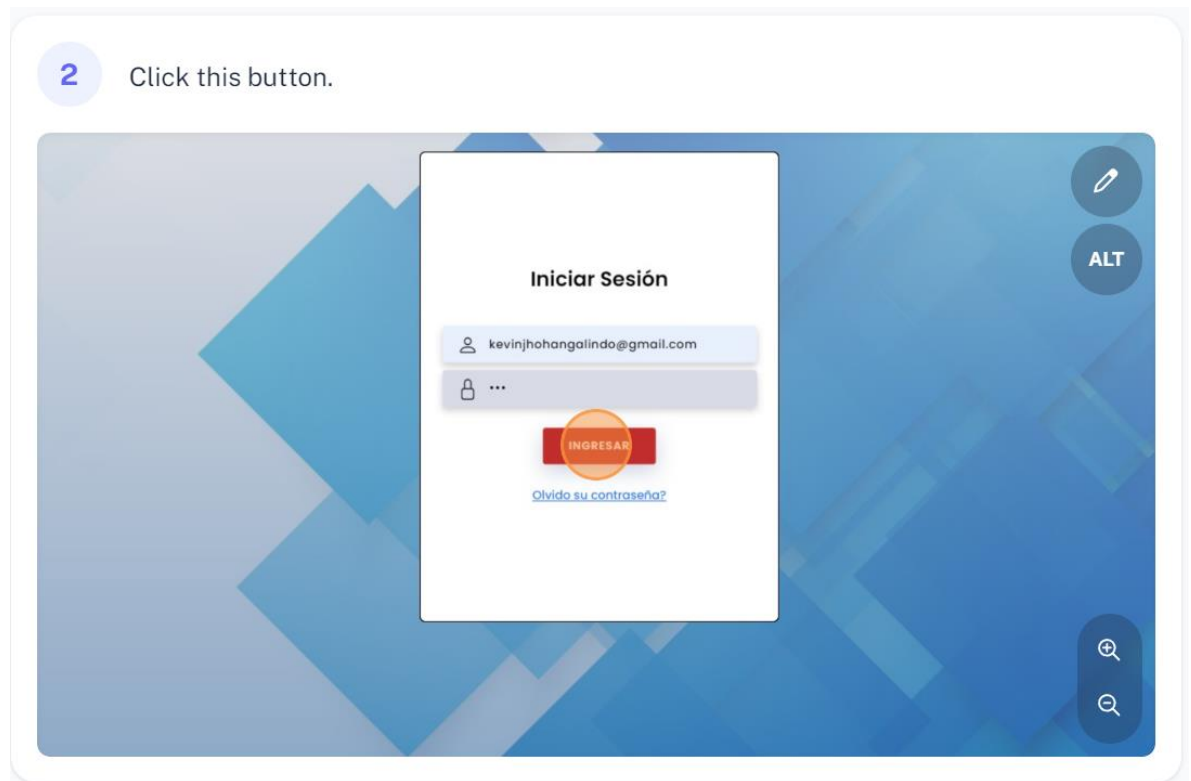 2 Click this button.
ALT
Iniciar Sesión
kevinjhohangalindo@gmail.com
•••
INGRESAR
Olvido su contraseña?